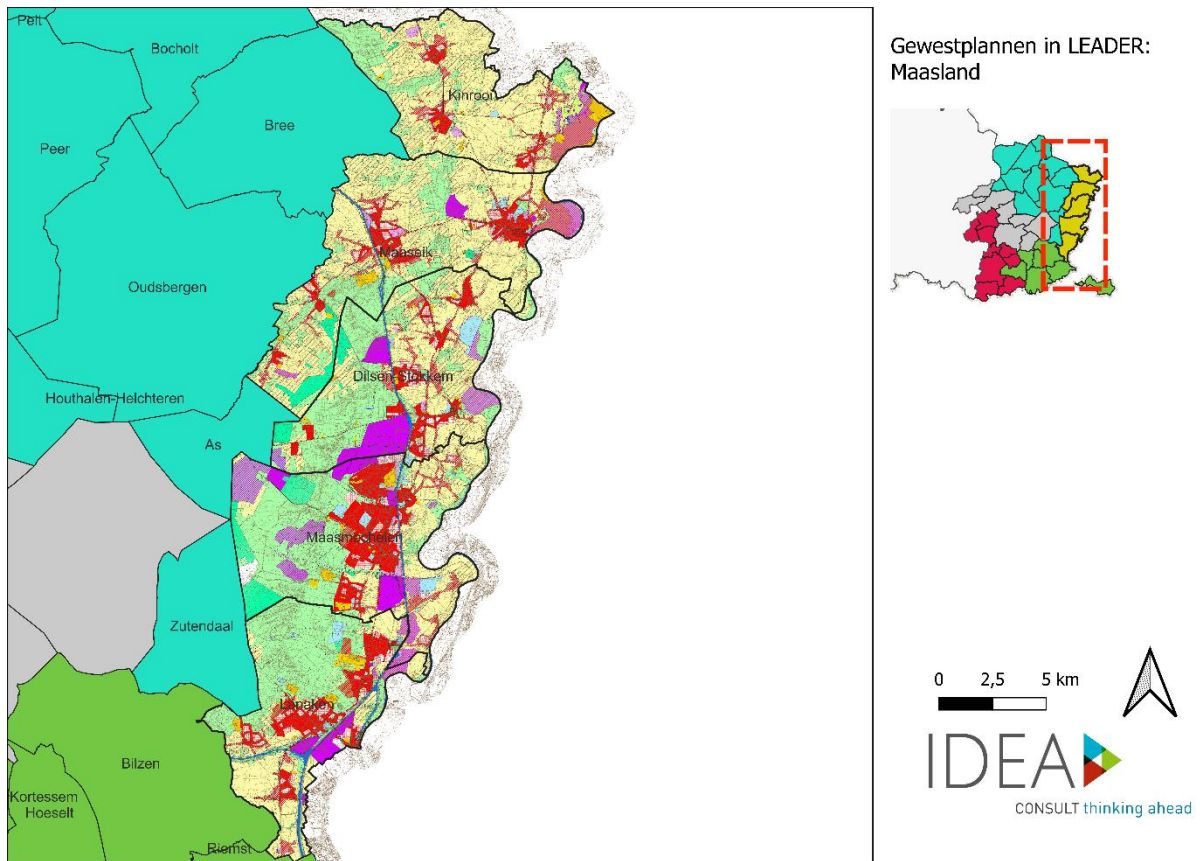 Pelt
Bocholt
Kinrooi
Bree
Peer
Maaseik
Oudsbergen
Dilsen-Stokkem
Houthalen-Helchteren
As
Maasmechelen
Zutendaal
Lanaken
Bilzen
Kortessem
Hoeselt
Riemst
Gewestplannen in LEADER:
Maasland
0 2,5 5 km
IDEA
CONSULT thinking ahead